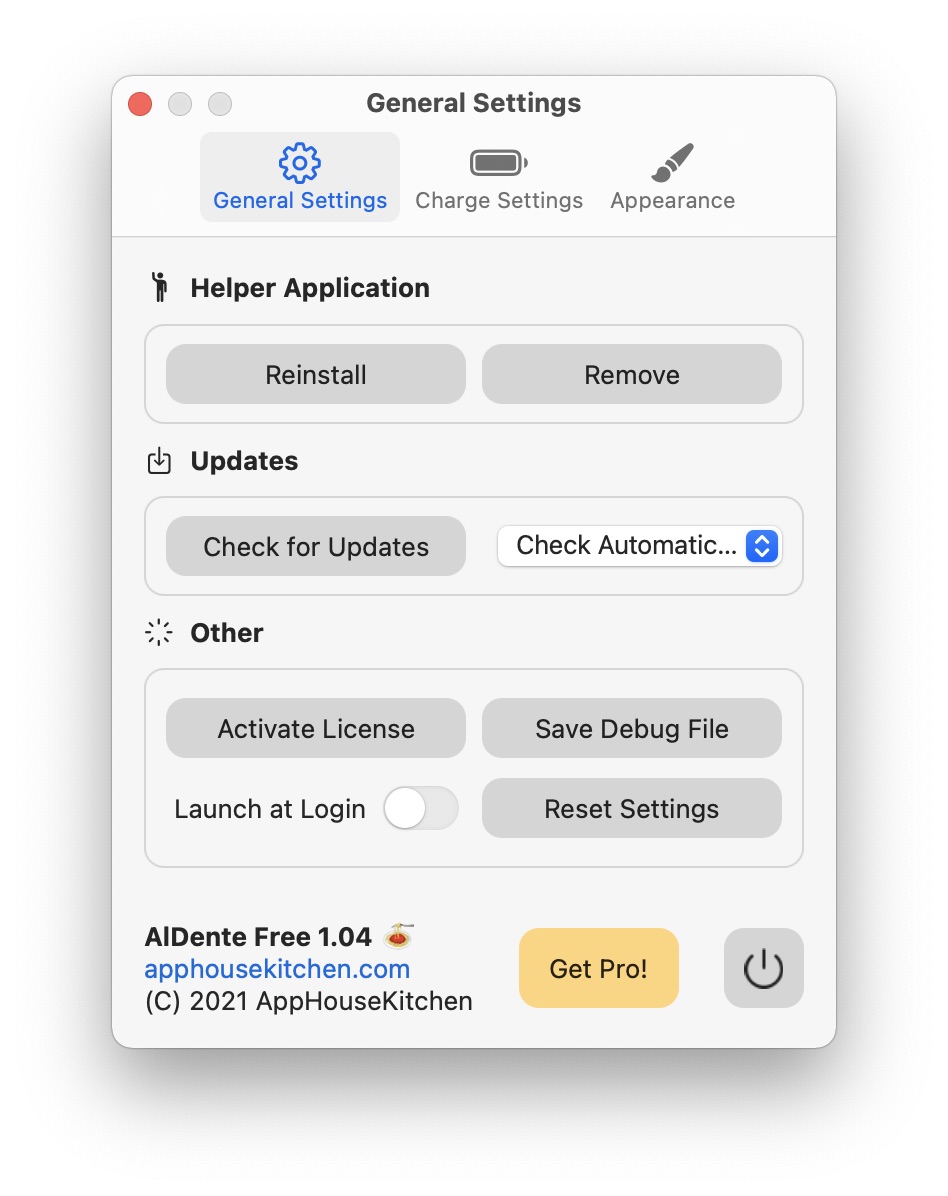 General Settings
General Settings Charge Settings Appearance
Helper Application
Reinstall Remove
Updates
Check for Updates Check Automatic...
Other
Activate License Save Debug File
Launch at Login Reset Settings
AlDente Free 1.04
apphousekitchen.com
(C) 2021 AppHouseKitchen
Get Pro!